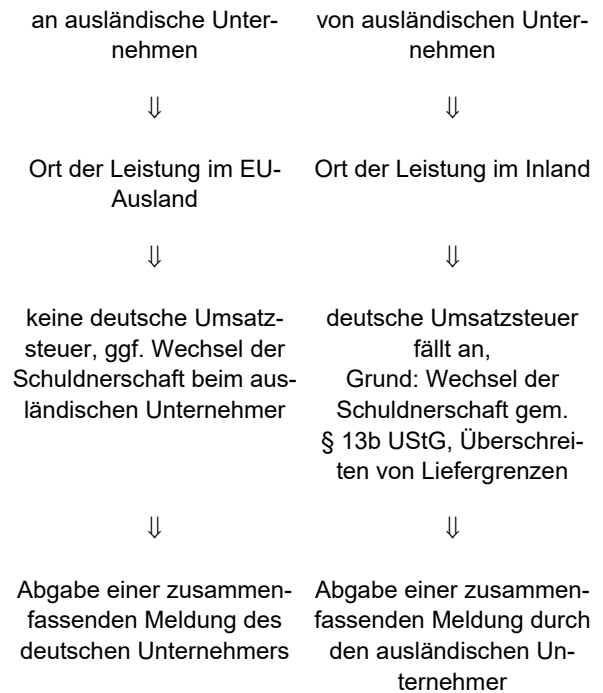 an ausländische Unter-
nehmen
⇓
Ort der Leistung im EU-
Ausland
⇓
keine deutsche Umsatz-
steuer, ggf. Wechsel der
Schuldnerschaft beim aus-
ländischen Unternehmer
⇓
Abgabe einer zusammen-
fassenden Meldung des
deutschen Unternehmers
von ausländischen Unter-
nehmen
⇓
Ort der Leistung im Inland
⇓
deutsche Umsatzsteuer
fällt an,
Grund: Wechsel der
Schuldnerschaft gem.
§ 13b UStG, Überschrei-
ten von Liefergrenzen
⇓
Abgabe einer zusammen-
fassenden Meldung durch
den ausländischen Un-
ternehmer